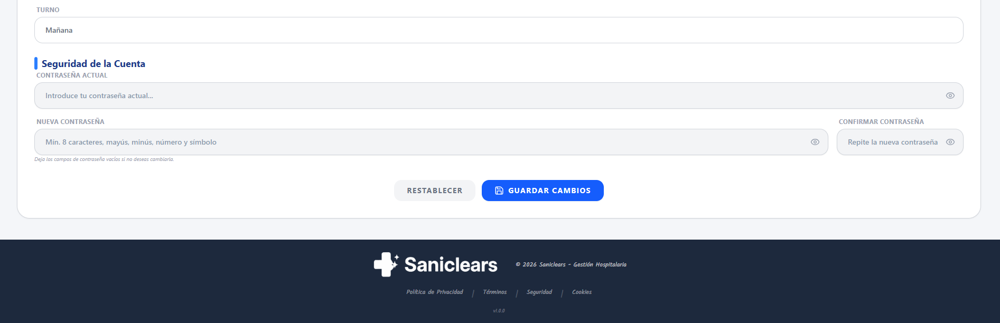 TURNO
Mañana
Seguridad de la Cuenta
CONTRASEÑA ACTUAL
Introduce tu contraseña actual...
NUEVA CONTRASEÑA
CONFIRMAR CONTRASEÑA
Mín. 8 caracteres, mayús, minús, número y símbolo
Repite la nueva contraseña
Deja los campos de contraseña vacíos si no deseas cambiarla.
RESTABLECER
GUARDAR CAMBIOS
Saniclears
© 2026 Saniclears - Gestión Hospitalaria
Política de Privacidad / Términos / Seguridad / Cookies
v1.0.0